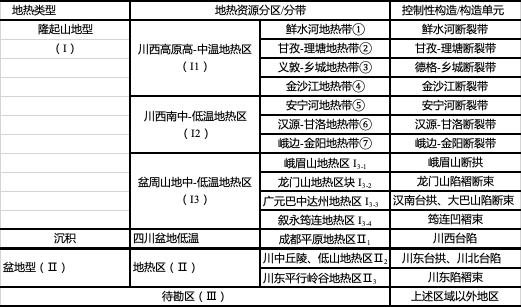 地热类型 地热资源分区/分带 控制性构造/构造单元
隆起山地型 鲜水河地热带① 鲜水河断裂带
（Ⅰ） 川西高原高-中温地热区 甘孜-理塘地热带② 甘孜-理塘断裂带
（I1） 义敦-乡城地热带③ 德格-乡城断裂带
金沙江地热带④ 金沙江断裂带
川西南中-低温地热区 安宁河地热带⑤ 安宁河断裂带
（I2） 汉源-甘洛地热带⑥ 汉源-甘洛断裂带
峨边-金阳地热带⑦ 峨边-金阳断裂带
盆周山地中-低温地热区 峨眉山地热区 I3-1 峨眉山断拱
（I3） 龙门山地热区块 I3-2 龙门山陷褶断束
广元巴中达州地热区 I3-3 汉南台拱、大巴山陷断束
叙永筠连地热区 I3-4 筠连凹褶束
沉积 四川盆地低温 成都平原地热区Ⅱ1 川西台陷
盆地型（Ⅱ） 地热区（Ⅱ） 川中丘陵、低山地热区Ⅱ2 川东台拱、川北台陷
川东平行岭谷地热区Ⅱ3 川东陷褶束
待勘区（Ⅲ） 上述区域以外地区